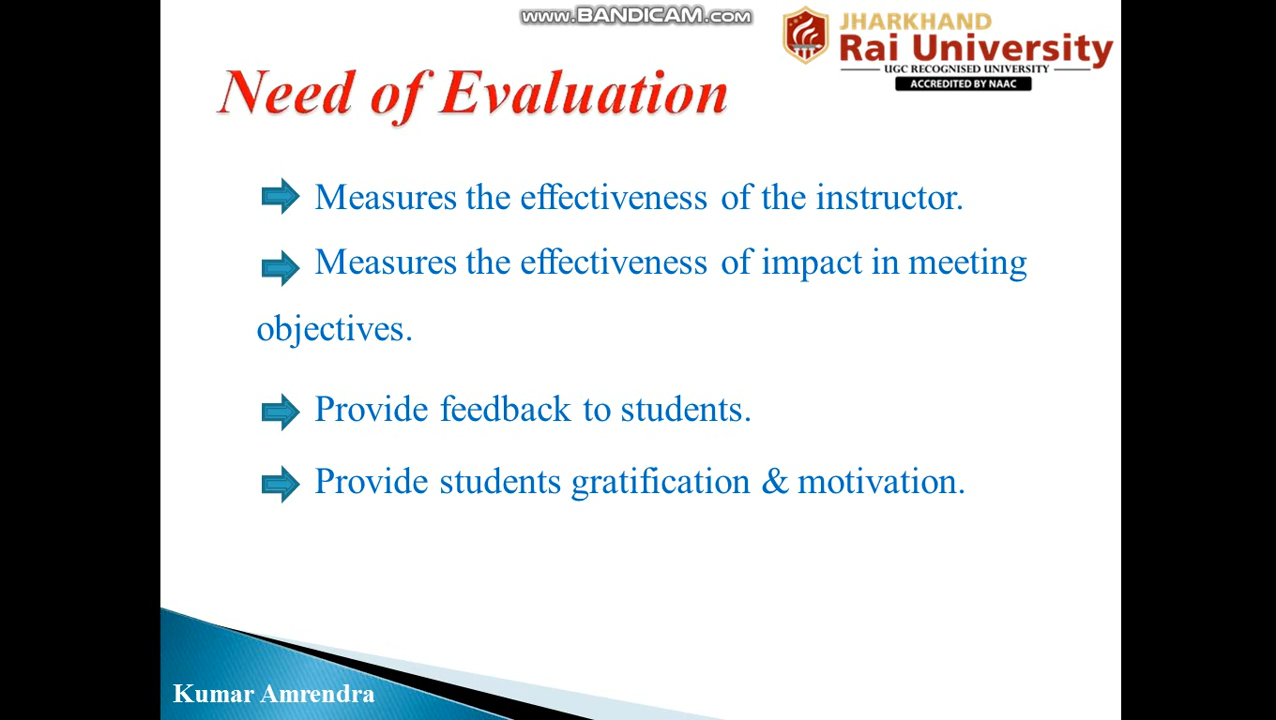 www.BANDICAM.com
JHARKHAND
Rai University
UGC RECOGNISED UNIVERSITY
ACCREDITED BY NAAC
Need of Evaluation
Measures the effectiveness of the instructor.
Measures the effectiveness of impact in meeting
objectives.
Provide feedback to students.
Provide students gratification & motivation.
Kumar Amrendra